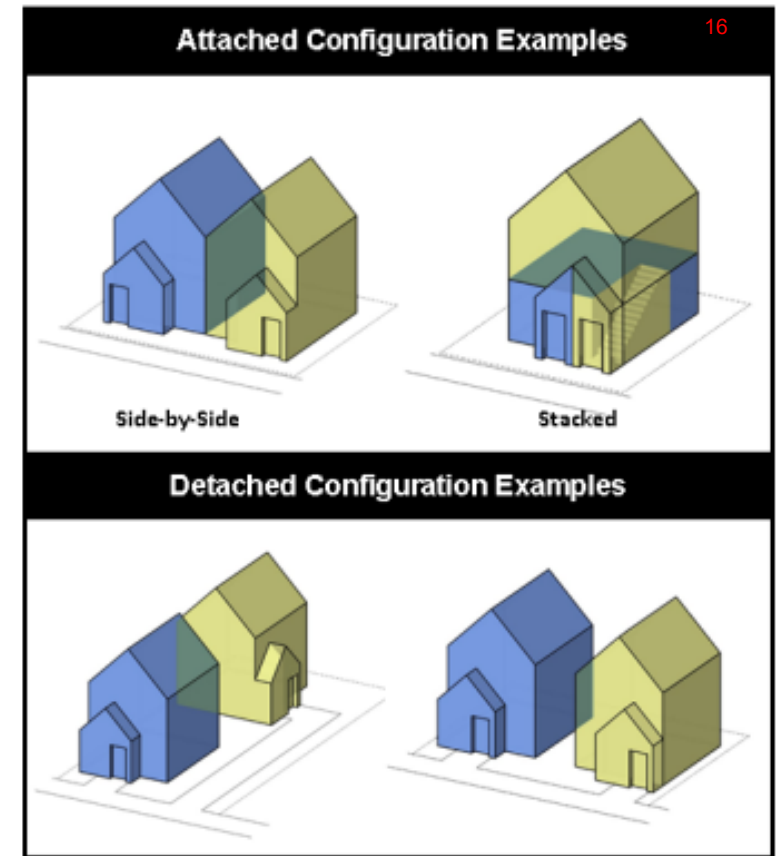 Attached Configuration Examples
16
Side-by-Side
Stacked
Detached Configuration Examples